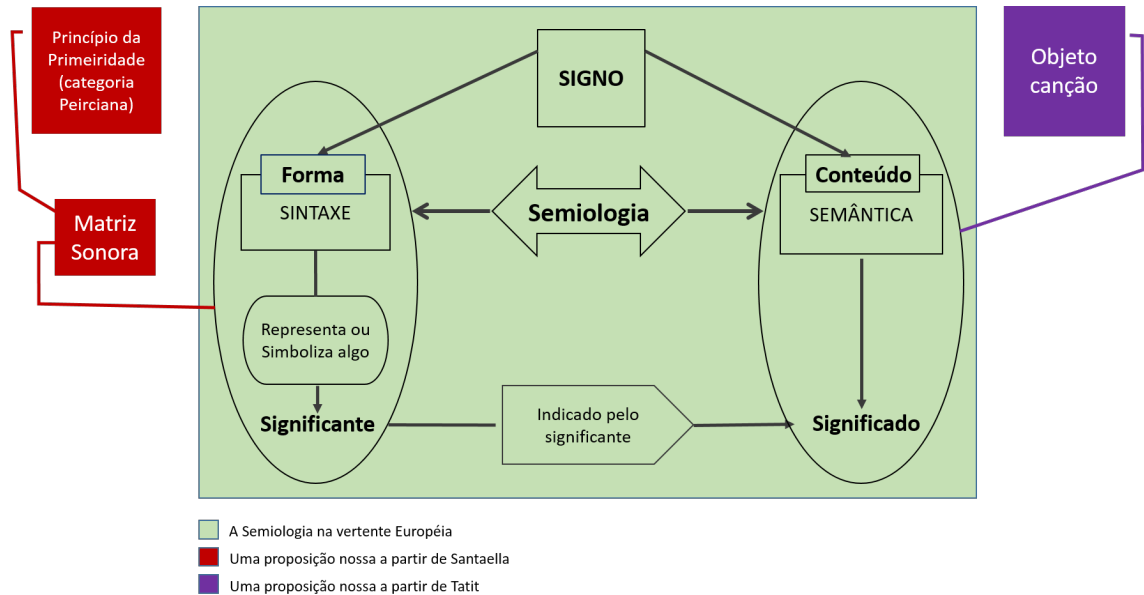 Princípio da
Primeiridade
(categoria
Peirciana)
Matriz
Sonora
SIGNO
Objeto
canção
Forma
SINTAXE
Semiologia
Conteúdo
SEMÂNTICA
Representa ou
Simboliza algo
Significante
Indicado pelo
significante
Significado
A Semiologia na vertente Européia
Uma proposição nossa a partir de Santaella
Uma proposição nossa a partir de Tatit